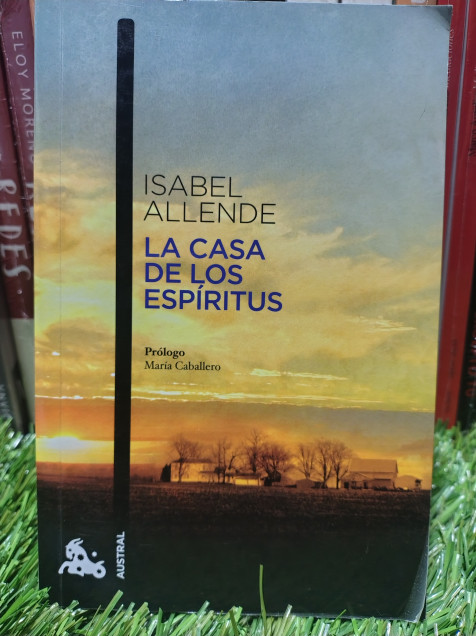 ISABEL
ALLENDE
LA CASA
DE LOS
ESPÍRITUS
Prólogo
María Caballero
AUSTRAL
ELOY MORENO
REDES